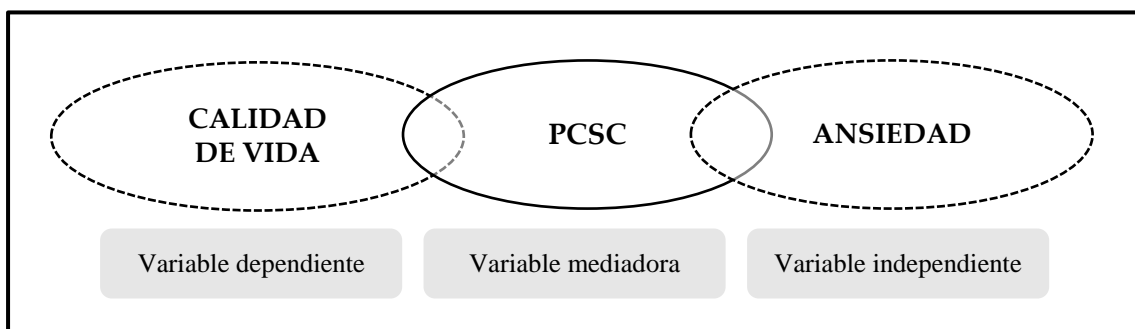 CALIDAD
DE VIDA
PCSC
ANSIEDAD
Variable dependiente
Variable mediadora
Variable independiente